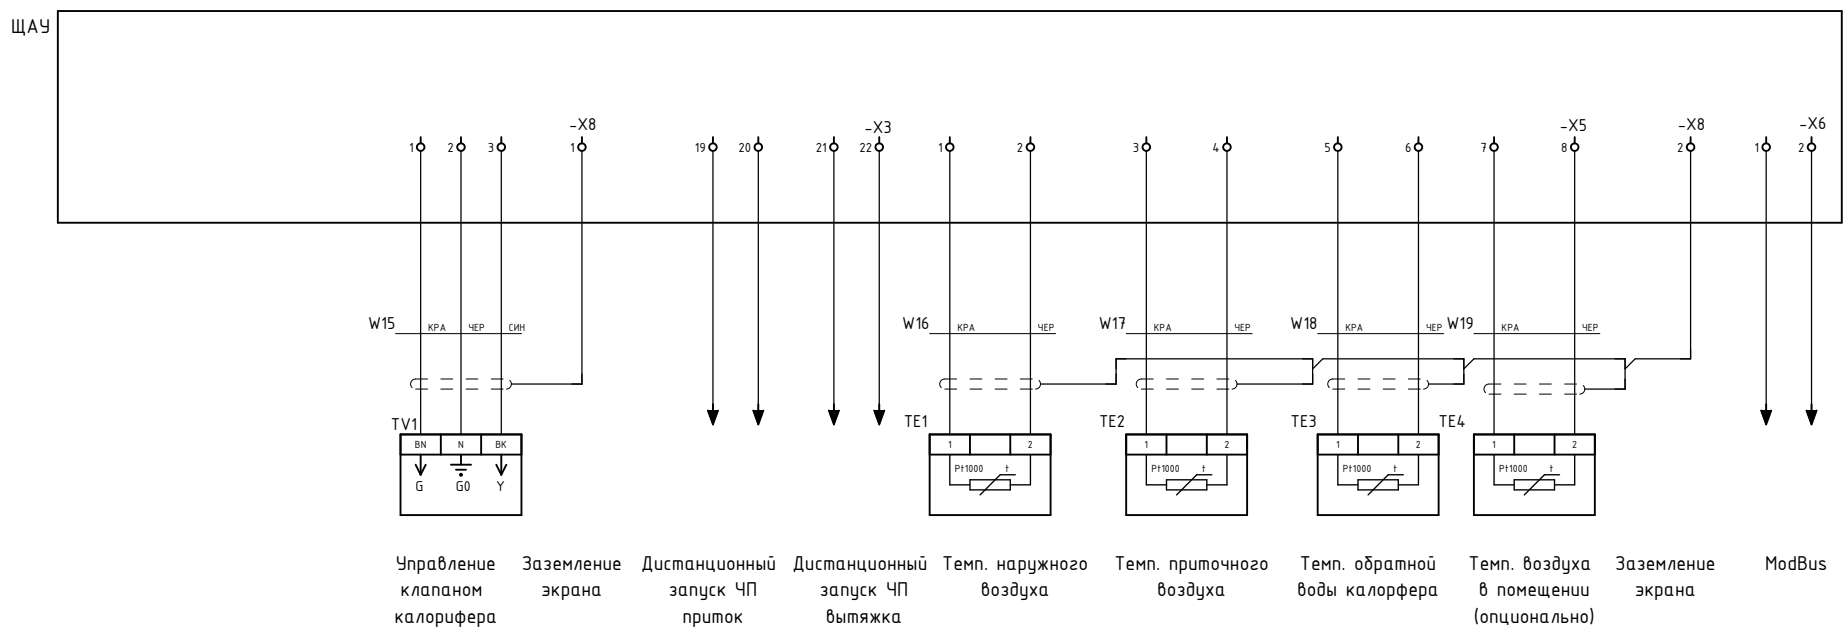 ЩАУ
-X8
-X3
-X5
-X8
-X6
1 2 3 1 19 20 21 22 1 2 3 4 5 6 7 8 2 1 2
W15 КРА ЧЕР СИН
W16 КРА ЧЕР
W17 КРА ЧЕР
W18 КРА ЧЕР
W19 КРА ЧЕР
TV1
BN N BK
G G0 Y
TE1
1 2
Pt1000 t
TE2
1 2
Pt1000 t
TE3
1 2
Pt1000 t
TE4
1 2
Pt1000 t
Управление
клапаном
калорифера
Заземление
экрана
Дистанционный
запуск ЧП
приток
Дистанционный
запуск ЧП
вытяжка
Темп. наружного
воздуха
Темп. приточного
воздуха
Темп. обратной
воды калорфера
Темп. воздуха
в помещении
(опционально)
Заземление
экрана
ModBus